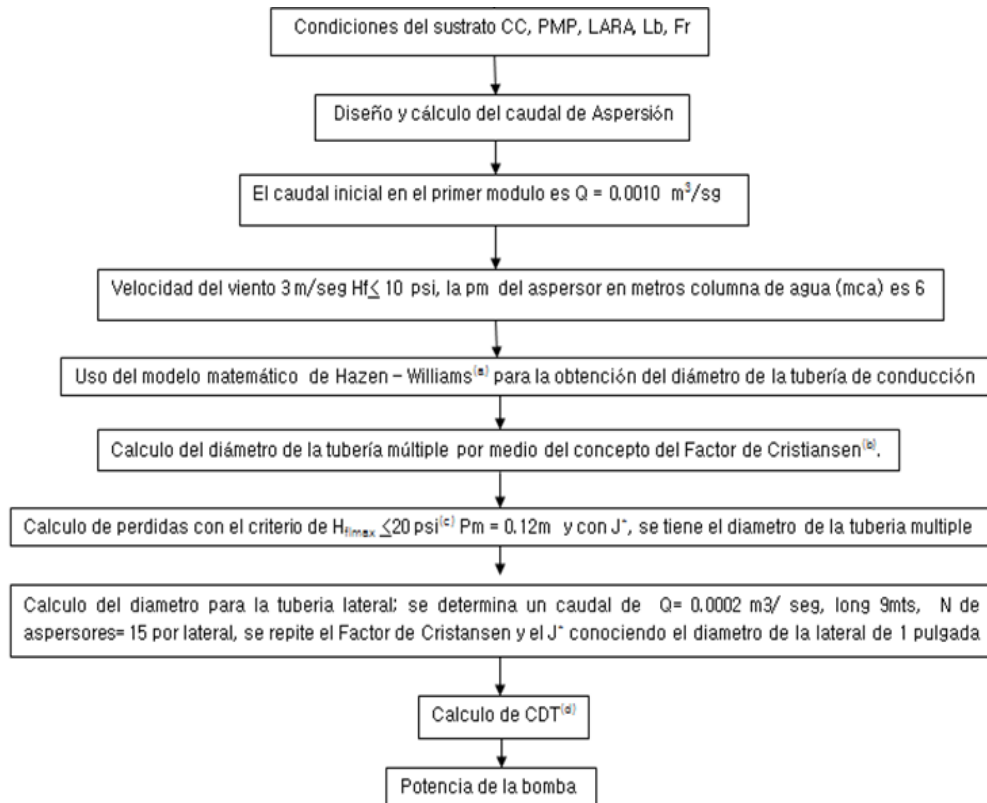 Condiciones del sustrato CC, PMP, LARA, Lb, Fr
Diseño y cálculo del caudal de Aspersión
El caudal inicial en el primer modulo es Q = 0.0010 m³/sg
Velocidad del viento 3 m/seg Hf≤ 10 psi, la pm del aspersor en metros columna de agua (mca) es 6
Uso del modelo matemático de Hazen – Williams(a) para la obtención del diámetro de la tubería de conducción
Calculo del diámetro de la tubería múltiple por medio del concepto del Factor de Cristiansen(b).
Calculo de perdidas con el criterio de Hflmax ≤20 psi(c) Pm = 0.12m y con J*, se tiene el diametro de la tuberia multiple
Calculo del diametro para la tuberia lateral; se determina un caudal de Q= 0.0002 m3/ seg, long 9mts, N de
aspersores= 15 por lateral, se repite el Factor de Cristansen y el J* conociendo el diametro de la lateral de 1 pulgada
Calculo de CDT(d)
Potencia de la bomba